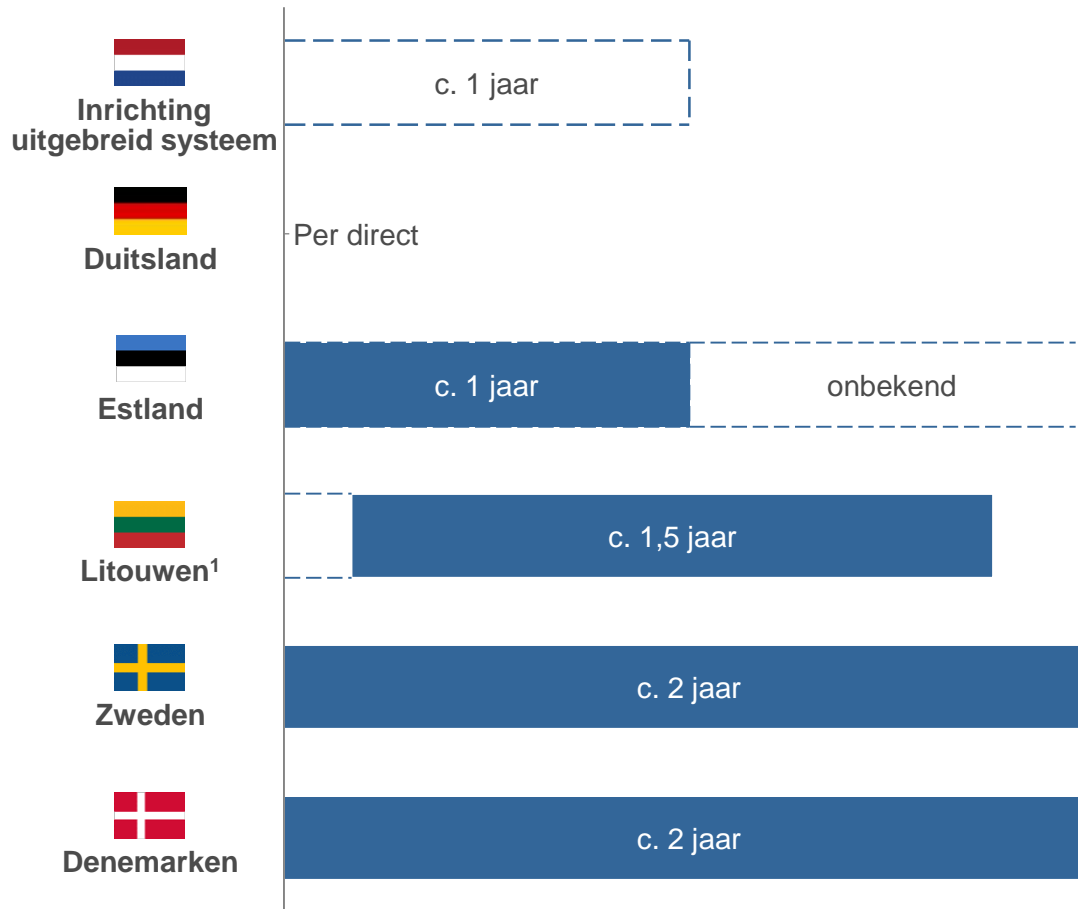 c. 1 jaar
Inrichting
uitgebreid systeem
Per direct
Duitsland
c. 1 jaar
onbekend
Estland
c. 1,5 jaar
Litouwen¹
c. 2 jaar
Zweden
c. 2 jaar
Denemarken